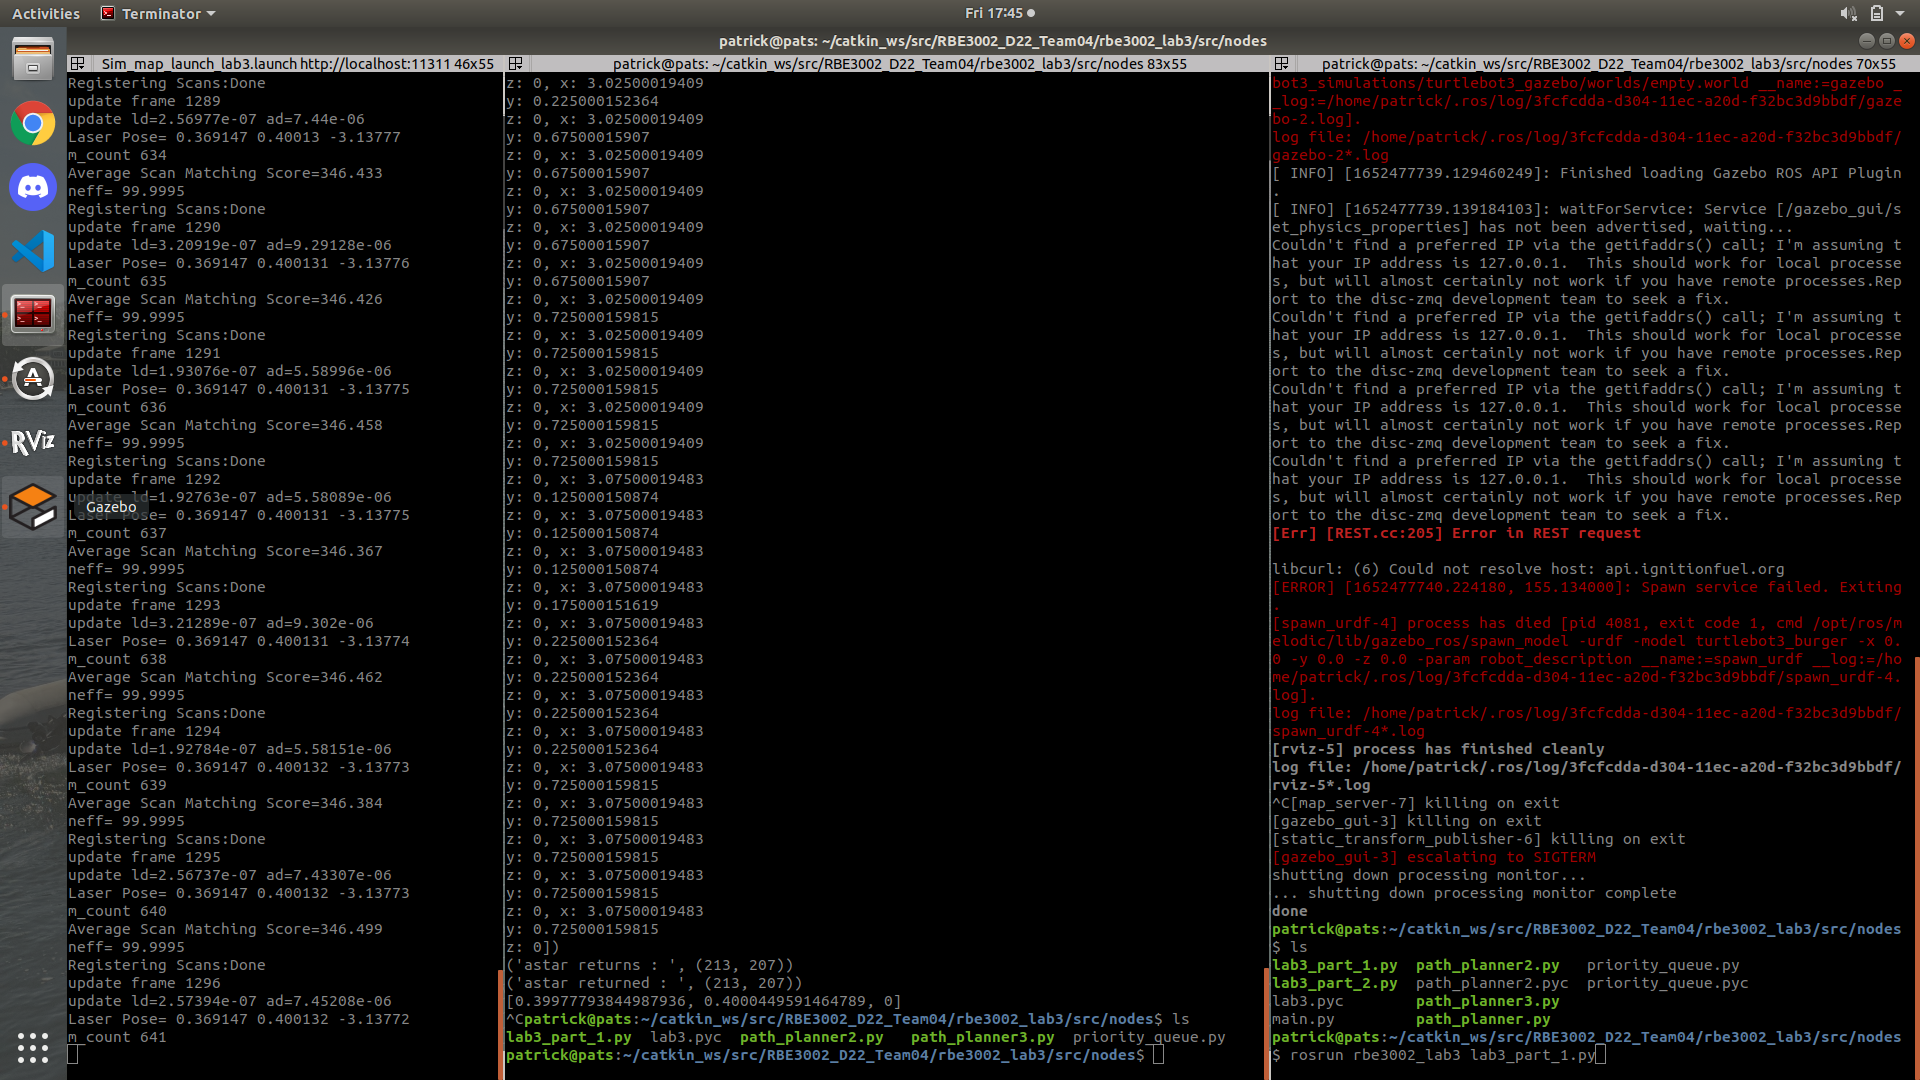 Activities
Terminator
Fri 17:45
patrick@pats: ~/catkin_ws/src/RBE3002_D22_Team04/rbe3002_lab3/src/nodes
Sim_map_launch_lab3.launch http://localhost:11311 46x55
Registering Scans:Done
update frame 1289
update ld=2.56977e-07 ad=7.44e-06
Laser Pose= 0.369147 0.40013 -3.13777
m_count 634
Average Scan Matching Score=346.433
neff= 99.9995
Registering Scans:Done
update frame 1290
update ld=3.20919e-07 ad=9.29128e-06
Laser Pose= 0.369147 0.400131 -3.13776
m_count 635
Average Scan Matching Score=346.426
neff= 99.9995
Registering Scans:Done
update frame 1291
update ld=1.93076e-07 ad=5.58996e-06
Laser Pose= 0.369147 0.400131 -3.13775
m_count 636
Average Scan Matching Score=346.458
neff= 99.9995
Registering Scans:Done
update frame 1292
update ld=1.92763e-07 ad=5.58089e-06
Laser Pose= 0.369147 0.400131 -3.13775
m_count 637
Average Scan Matching Score=346.367
neff= 99.9995
Registering Scans:Done
update frame 1293
update ld=3.21289e-07 ad=9.302e-06
Laser Pose= 0.369147 0.400131 -3.13774
m_count 638
Average Scan Matching Score=346.462
neff= 99.9995
Registering Scans:Done
update frame 1294
update ld=1.92784e-07 ad=5.58151e-06
Laser Pose= 0.369147 0.400132 -3.13773
m_count 639
Average Scan Matching Score=346.384
neff= 99.9995
Registering Scans:Done
update frame 1295
update ld=2.56737e-07 ad=7.43307e-06
Laser Pose= 0.369147 0.400132 -3.13773
m_count 640
Average Scan Matching Score=346.499
neff= 99.9995
Registering Scans:Done
update frame 1296
update ld=2.57394e-07 ad=7.45208e-06
Laser Pose= 0.369147 0.400132 -3.13772
m_count 641
RViz
Gazebo
patrick@pats: ~/catkin_ws/src/RBE3002_D22_Team04/rbe3002_lab3/src/nodes 83x55
z: 0, x: 3.02500019409
y: 0.225000152364
z: 0, x: 3.02500019409
y: 0.67500015907
z: 0, x: 3.02500019409
y: 0.67500015907
z: 0, x: 3.02500019409
y: 0.67500015907
z: 0, x: 3.02500019409
y: 0.67500015907
z: 0, x: 3.02500019409
y: 0.67500015907
z: 0, x: 3.02500019409
y: 0.725000159815
z: 0, x: 3.02500019409
y: 0.725000159815
z: 0, x: 3.02500019409
y: 0.725000159815
z: 0, x: 3.02500019409
y: 0.725000159815
z: 0, x: 3.02500019409
y: 0.725000159815
z: 0, x: 3.07500019483
y: 0.125000150874
z: 0, x: 3.07500019483
y: 0.125000150874
z: 0, x: 3.07500019483
y: 0.125000150874
z: 0, x: 3.07500019483
y: 0.175000151619
z: 0, x: 3.07500019483
y: 0.225000152364
z: 0, x: 3.07500019483
y: 0.225000152364
z: 0, x: 3.07500019483
y: 0.225000152364
z: 0, x: 3.07500019483
y: 0.225000152364
z: 0, x: 3.07500019483
y: 0.725000159815
z: 0, x: 3.07500019483
y: 0.725000159815
z: 0, x: 3.07500019483
y: 0.725000159815
z: 0, x: 3.07500019483
y: 0.725000159815
z: 0, x: 3.07500019483
y: 0.725000159815
z: 0])
('astar returns : ', (213, 207))
('astar returned : ', (213, 207))
[0.39977793844987936, 0.4000449591464789, 0]
^Cpatrick@pats:~/catkin_ws/src/RBE3002_D22_Team04/rbe3002_lab3/src/nodes$ ls
lab3_part_1.py lab3.pyc path_planner2.py path_planner3.py priority_queue.py
patrick@pats:~/catkin_ws/src/RBE3002_D22_Team04/rbe3002_lab3/src/nodes$
patrick@pats: ~/catkin_ws/src/RBE3002_D22_Team04/rbe3002_lab3/src/nodes 70x55
bot3_simulations/turtlebot3_gazebo/worlds/empty.world __name:=gazebo _
_log:=/home/patrick/.ros/log/3fcfcdda-d304-11ec-a20d-f32bc3d9bbdf/gaze
bo-2.log].
log file: /home/patrick/.ros/log/3fcfcdda-d304-11ec-a20d-f32bc3d9bbdf/
gazebo-2*.log
[ INFO] [1652477739.129460249]: Finished loading Gazebo ROS API Plugin
.
[ INFO] [1652477739.139184103]: waitForService: Service [/gazebo_gui/s
et_physics_properties] has not been advertised, waiting...
Couldn't find a preferred IP via the getifaddrs() call; I'm assuming t
hat your IP address is 127.0.0.1.  This should work for local processe
s, but will almost certainly not work if you have remote processes.Rep
ort to the disc-zmq development team to seek a fix.
Couldn't find a preferred IP via the getifaddrs() call; I'm assuming t
hat your IP address is 127.0.0.1.  This should work for local processe
s, but will almost certainly not work if you have remote processes.Rep
ort to the disc-zmq development team to seek a fix.
Couldn't find a preferred IP via the getifaddrs() call; I'm assuming t
hat your IP address is 127.0.0.1.  This should work for local processe
s, but will almost certainly not work if you have remote processes.Rep
ort to the disc-zmq development team to seek a fix.
Couldn't find a preferred IP via the getifaddrs() call; I'm assuming t
hat your IP address is 127.0.0.1.  This should work for local processe
s, but will almost certainly not work if you have remote processes.Rep
ort to the disc-zmq development team to seek a fix.
[Err] [REST.cc:205] Error in REST request
libcurl: (6) Could not resolve host: api.ignitionfuel.org
[ERROR] [1652477740.224180, 155.134000]: Spawn service failed. Exiting
.
[spawn_urdf-4] process has died [pid 4081, exit code 1, cmd /opt/ros/m
elodic/lib/gazebo_ros/spawn_model -urdf -model turtlebot3_burger -x 0.
0 -y 0.0 -z 0.0 -param robot_description __name:=spawn_urdf __log:=/ho
me/patrick/.ros/log/3fcfcdda-d304-11ec-a20d-f32bc3d9bbdf/spawn_urdf-4.
log].
log file: /home/patrick/.ros/log/3fcfcdda-d304-11ec-a20d-f32bc3d9bbdf/
spawn_urdf-4*.log
[rviz-5] process has finished cleanly
log file: /home/patrick/.ros/log/3fcfcdda-d304-11ec-a20d-f32bc3d9bbdf/
rviz-5*.log
^C[map_server-7] killing on exit
[gazebo_gui-3] killing on exit
[static_transform_publisher-6] killing on exit
[gazebo_gui-3] escalating to SIGTERM
shutting down processing monitor...
... shutting down processing monitor complete
done
patrick@pats:~/catkin_ws/src/RBE3002_D22_Team04/rbe3002_lab3/src/nodes
$ ls
lab3_part_1.py path_planner2.py priority_queue.py
lab3_part_2.py path_planner2.pyc priority_queue.pyc
lab3.pyc path_planner3.py
main.py path_planner.py
patrick@pats:~/catkin_ws/src/RBE3002_D22_Team04/rbe3002_lab3/src/nodes
$ rosrun rbe3002_lab3 lab3_part_1.py